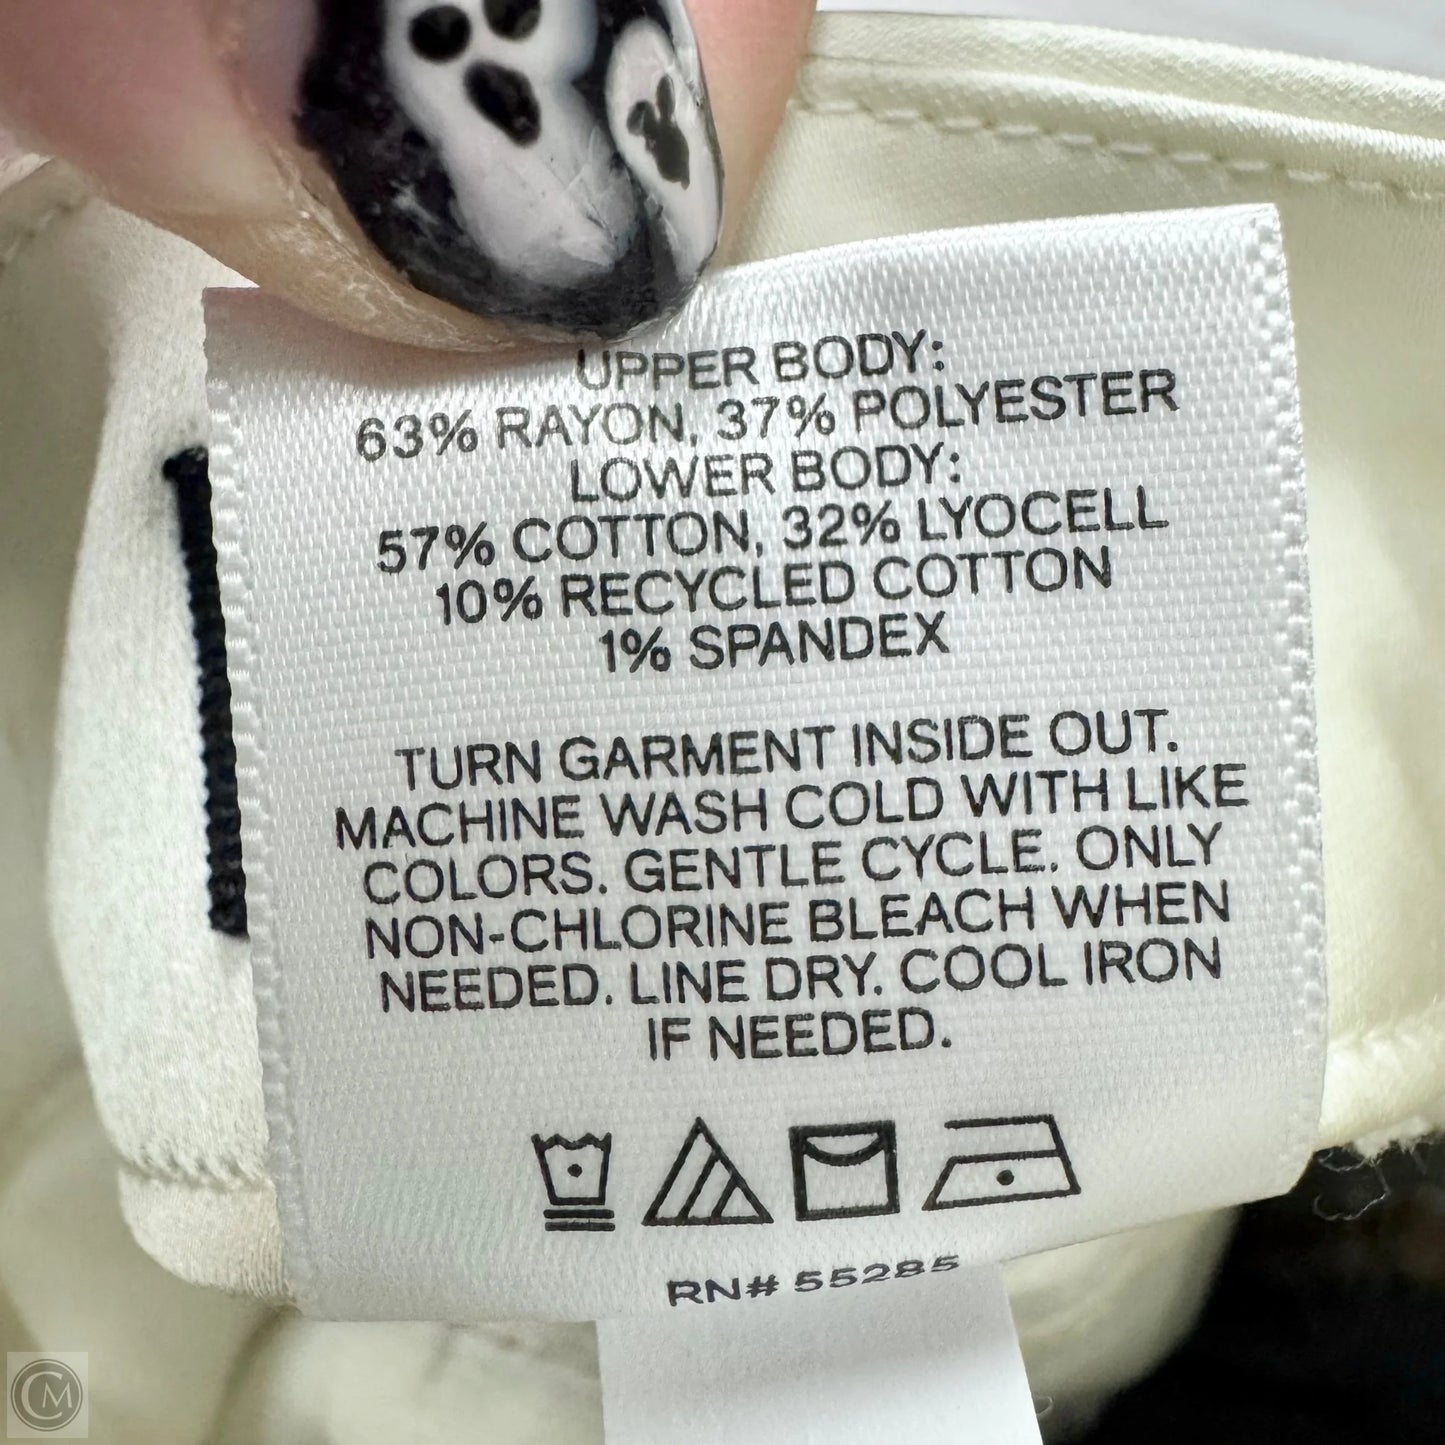 UPPER BODY:
63% RAYON, 37% POLYESTER
LOWER BODY:
57% COTTON, 32% LYOCELL
10% RECYCLED COTTON
1% SPANDEX
TURN GARMENT INSIDE OUT.
MACHINE WASH COLD WITH LIKE
COLORS. GENTLE CYCLE. ONLY
NON-CHLORINE BLEACH WHEN
NEEDED. LINE DRY. COOL IRON
IF NEEDED.
RN# 55285
CM